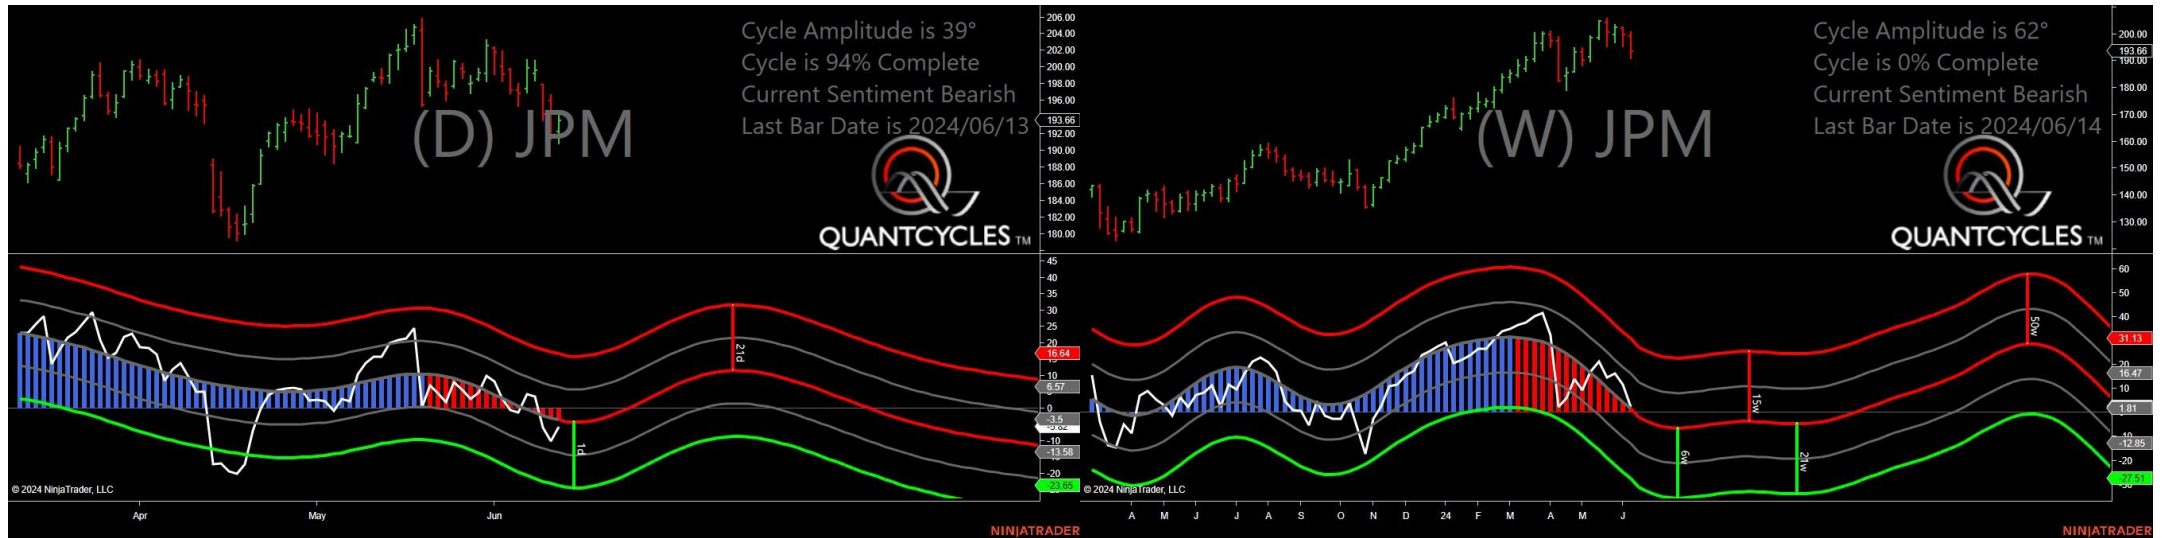 Cycle Amplitude is 39°
Cycle is 94% Complete
Current Sentiment Bearish
Last Bar Date is 2024/06/13
(D) JPM
QUANTCYCLES TM
206.00
204.00
202.00
200.00
198.00
196.00
193.66
192.00
190.00
188.00
186.00
184.00
182.00
180.00
45
40
35
30
25
20
16.64
10
6.57
0
-3.5
-10
-13.58
-20
-23.65
21d
1d
© 2024 NinjaTrader, LLC
Apr May Jun
NINJATRADER
Cycle Amplitude is 62°
Cycle is 0% Complete
Current Sentiment Bearish
Last Bar Date is 2024/06/14
(W) JPM
QUANTCYCLES TM
200.00
193.66
190.00
180.00
170.00
160.00
150.00
140.00
130.00
60
50
40
31.13
20
16.47
10
1.81
-12.85
-20
-27.51
50w
15w
6w
21w
© 2024 NinjaTrader, LLC
A M J J A S O N D 24 F M A M J
NINJATRADER